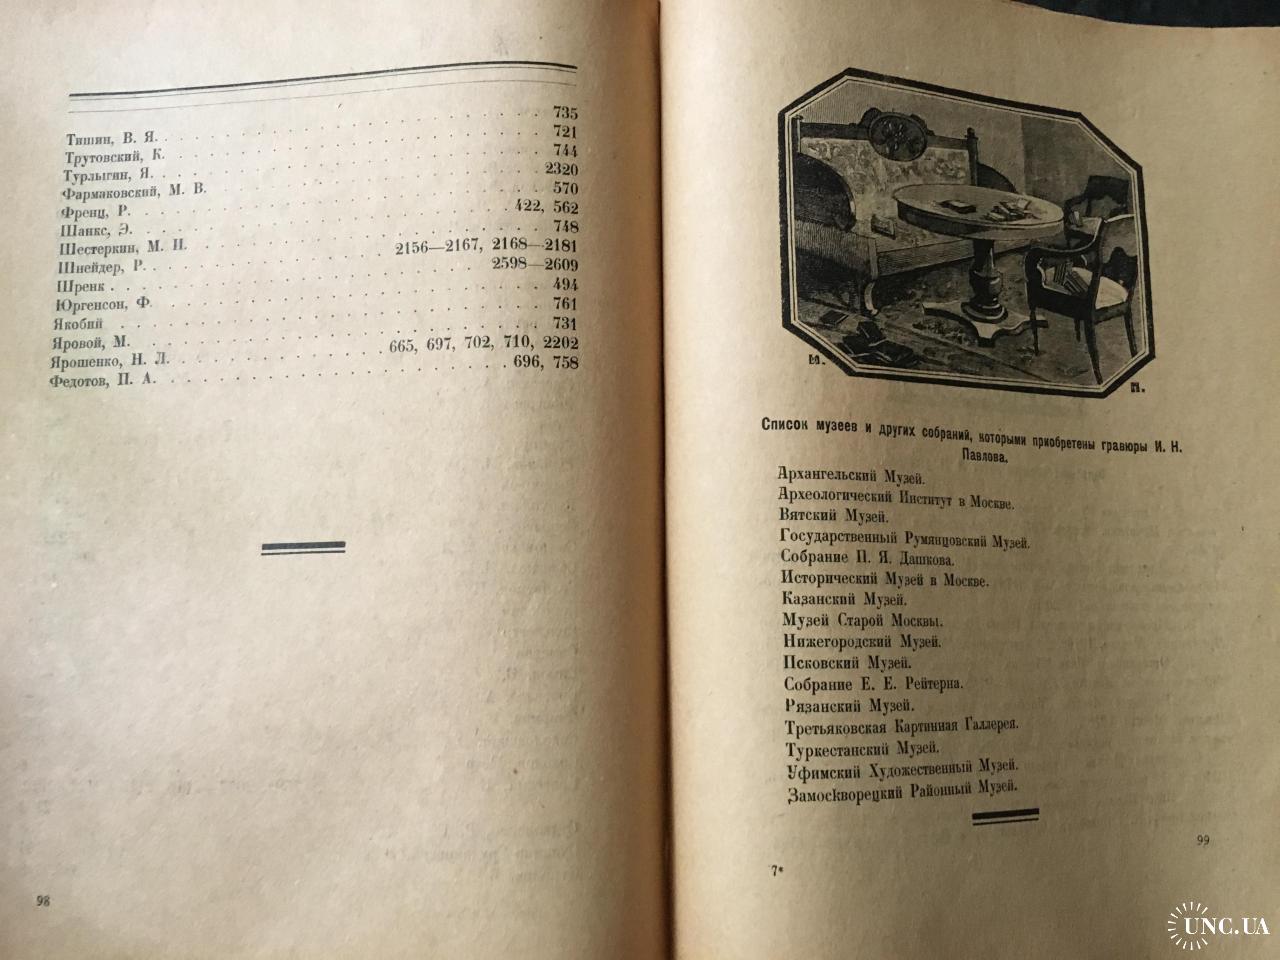 Тишин, В. Я. 735
Трутовский, К. 721
Турлыгин, Я. 744
Фармаковский, М. В. 2320
Френц, Р. 570
Шанкс, Э. 422, 562
Шестеркин, М. И. 748
Шнейдер, Р. 2156—2167, 2168—2181
Шренк 2598—2609
Юргенсон, Ф. 494
Якобий 761
Яровой, М. 731
Ярошенко, Н. Л. 665, 697, 702, 710, 2202
Федотов, П. А. 696, 758
98
М. П.
Список музеев и других собраний, которыми приобретены гравюры И. Н.
Павлова.
Архангельский Музей.
Археологический Институт в Москве.
Вятский Музей.
Государственный Румянцовский Музей.
Собрание П. Я. Дашкова.
Исторический Музей в Москве.
Казанский Музей.
Музей Старой Москвы.
Нижегородский Музей.
Псковский Музей.
Собрание Е. Е. Рейтерна.
Рязанский Музей.
Третьяковская Картинная Галлерея.
Туркестанский Музей.
Уфимский Художественный Музей.
Замоскворецкий Районный Музей.
99
7*
UNC.UA